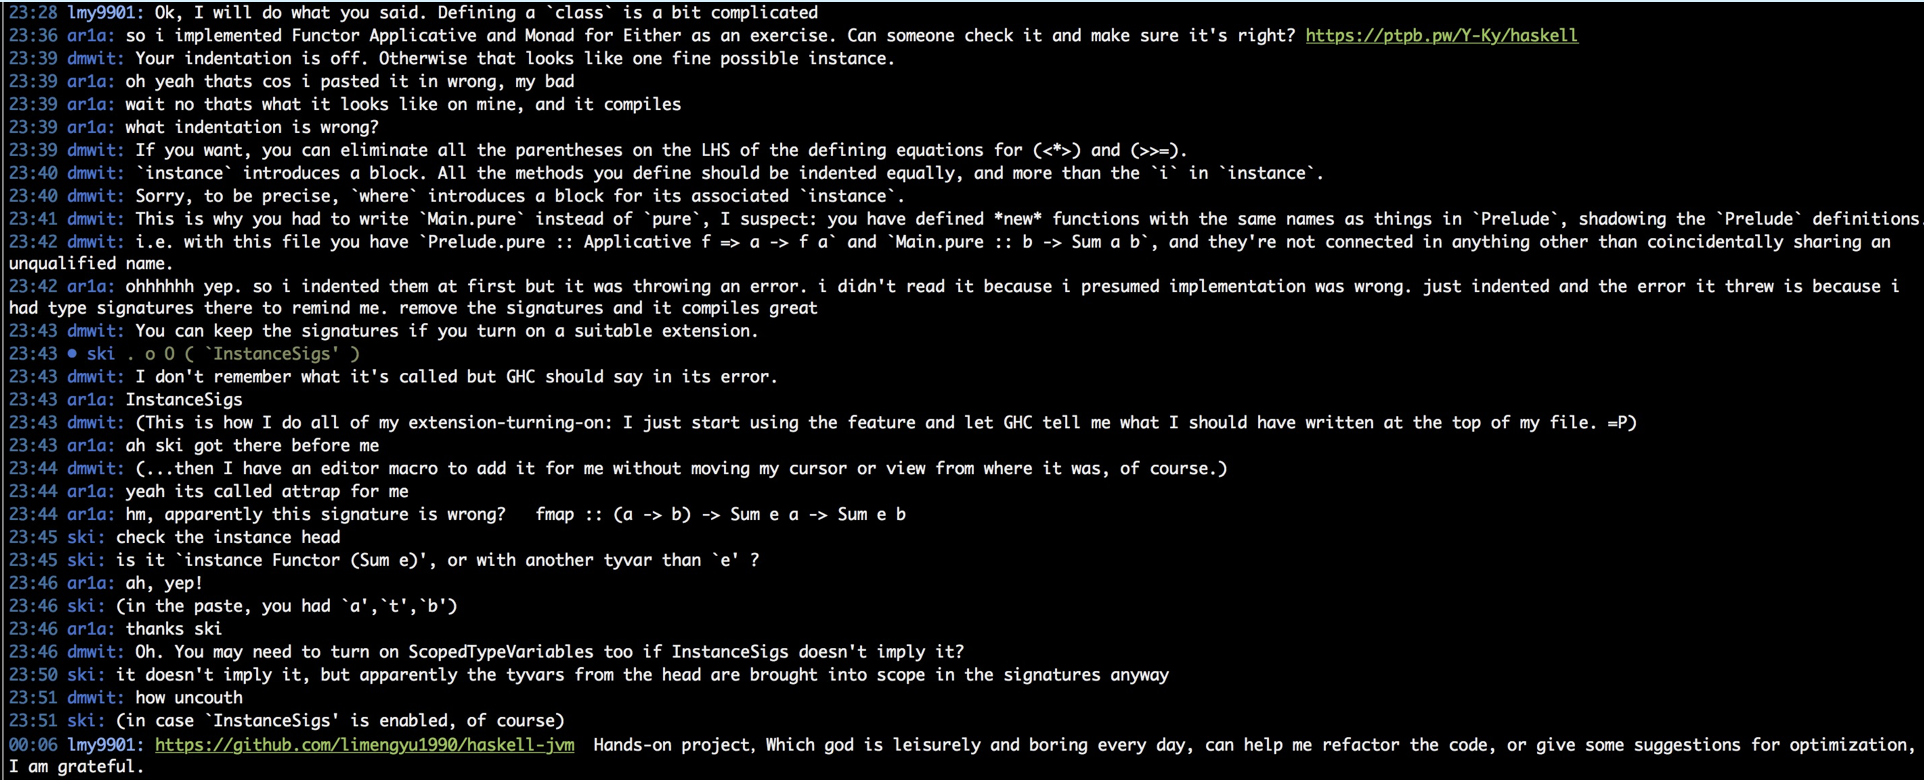 23:28 lmy9901: Ok, I will do what you said. Defining a `class` is a bit complicated
23:36 ar1a: so i implemented Functor Applicative and Monad for Either as an exercise. Can someone check it and make sure it's right? https://ptpb.pw/Y-Ky/haskell
23:39 dmwit: Your indentation is off. Otherwise that looks like one fine possible instance.
23:39 ar1a: oh yeah thats cos i pasted it in wrong, my bad
23:39 ar1a: wait no thats what it looks like on mine, and it compiles
23:39 ar1a: what indentation is wrong?
23:39 dmwit: If you want, you can eliminate all the parentheses on the LHS of the defining equations for (<*>) and (>>=).
23:40 dmwit: `instance` introduces a block. All the methods you define should be indented equally, and more than the `i` in `instance`.
23:40 dmwit: Sorry, to be precise, `where` introduces a block for its associated `instance`.
23:41 dmwit: This is why you had to write `Main.pure` instead of `pure`, I suspect: you have defined *new* functions with the same names as things in `Prelude`, shadowing the `Prelude` definitions.
23:42 dmwit: i.e. with this file you have `Prelude.pure :: Applicative f => a -> f a` and `Main.pure :: b -> Sum a b`, and they're not connected in anything other than coincidentally sharing an
unqualified name.
23:42 ar1a: ohhhhhh yep. so i indented them at first but it was throwing an error. i didn't read it because i presumed implementation was wrong. just indented and the error it threw is because i
had type signatures there to remind me. remove the signatures and it compiles great
23:43 dmwit: You can keep the signatures if you turn on a suitable extension.
23:43 • ski . o O ( `InstanceSigs' )
23:43 dmwit: I don't remember what it's called but GHC should say in its error.
23:43 ar1a: InstanceSigs
23:43 dmwit: (This is how I do all of my extension-turning-on: I just start using the feature and let GHC tell me what I should have written at the top of my file. =P)
23:43 ar1a: ah ski got there before me
23:44 dmwit: (...then I have an editor macro to add it for me without moving my cursor or view from where it was, of course.)
23:44 ar1a: yeah its called attrap for me
23:44 ar1a: hm, apparently this signature is wrong?   fmap :: (a -> b) -> Sum e a -> Sum e b
23:45 ski: check the instance head
23:45 ski: is it `instance Functor (Sum e)', or with another tyvar than `e' ?
23:46 ar1a: ah, yep!
23:46 ski: (in the paste, you had `a',`t',`b')
23:46 ar1a: thanks ski
23:46 dmwit: Oh. You may need to turn on ScopedTypeVariables too if InstanceSigs doesn't imply it?
23:50 ski: it doesn't imply it, but apparently the tyvars from the head are brought into scope in the signatures anyway
23:51 dmwit: how uncouth
23:51 ski: (in case `InstanceSigs' is enabled, of course)
00:06 lmy9901: https://github.com/limengyu1990/haskell-jvm  Hands-on project, Which god is leisurely and boring every day, can help me refactor the code, or give some suggestions for optimization,
I am grateful.